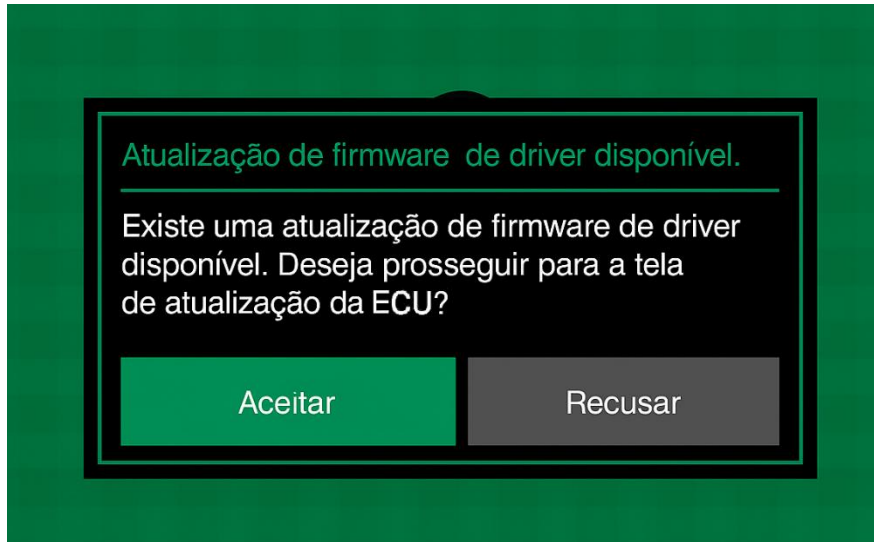 Atualização de firmware de driver disponível.
Existe uma atualização de firmware de driver
disponível. Deseja prosseguir para a tela
de atualização da ECU?
Aceitar
Recusar